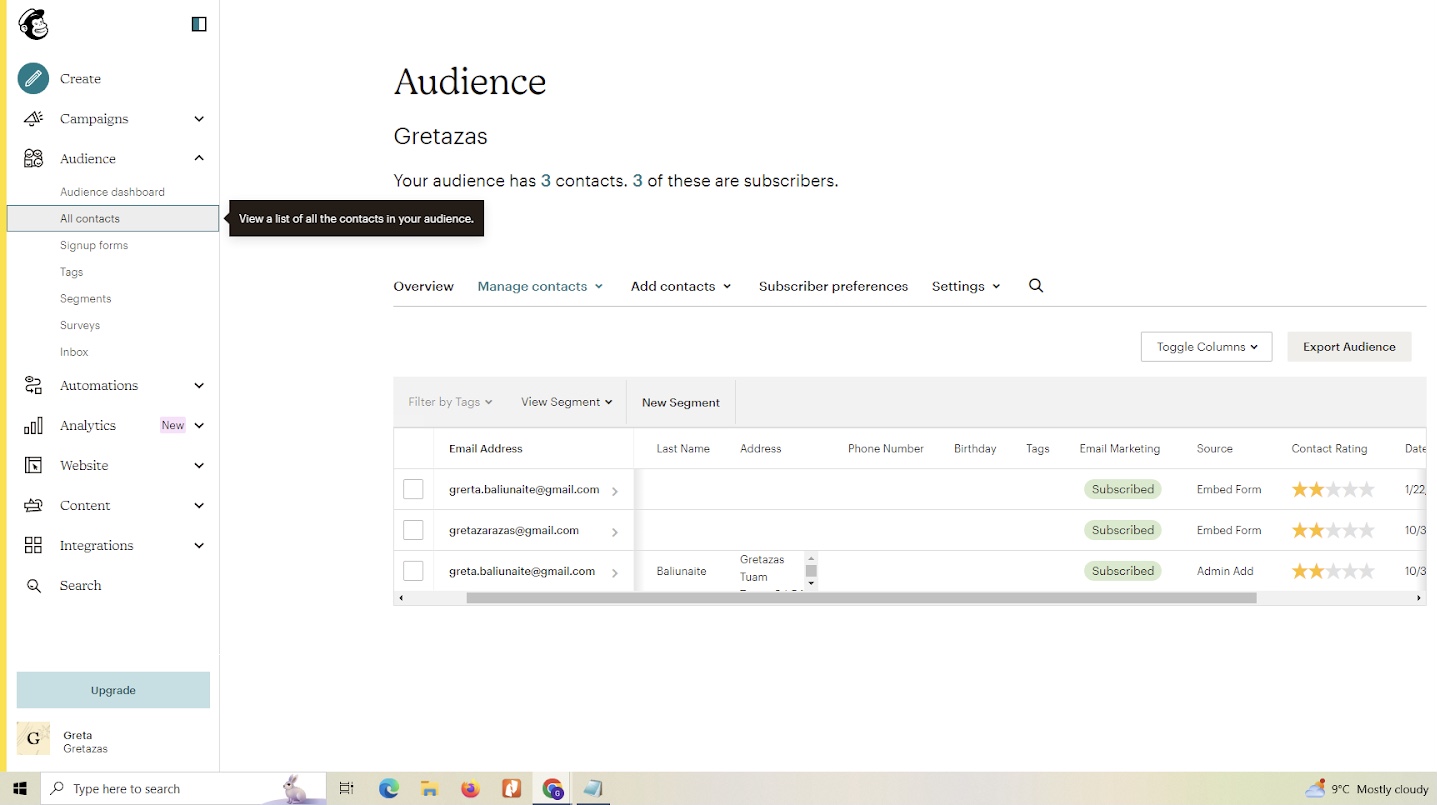 Create
Campaigns
Audience
Audience dashboard
All contacts
Signup forms
Tags
Segments
Surveys
Inbox
Automations
Analytics New
Website
Content
Integrations
Search
Upgrade
G
Greta
Gretazas
View a list of all the contacts in your audience.
Audience
Gretazas
Your audience has 3 contacts. 3 of these are subscribers.
Overview Manage contacts Add contacts Subscriber preferences Settings
Toggle Columns Export Audience
Filter by Tags View Segment New Segment
Email Address Last Name Address Phone Number Birthday Tags Email Marketing Source Contact Rating Date
grerta.baliunaite@gmail.com Subscribed Embed Form 1/22,
gretazarazas@gmail.com Subscribed Embed Form 10/3
greta.baliunaite@gmail.com Baliunaite Gretazas Subscribed Admin Add 10/3
Tuam
Type here to search
9°C Mostly cloudy